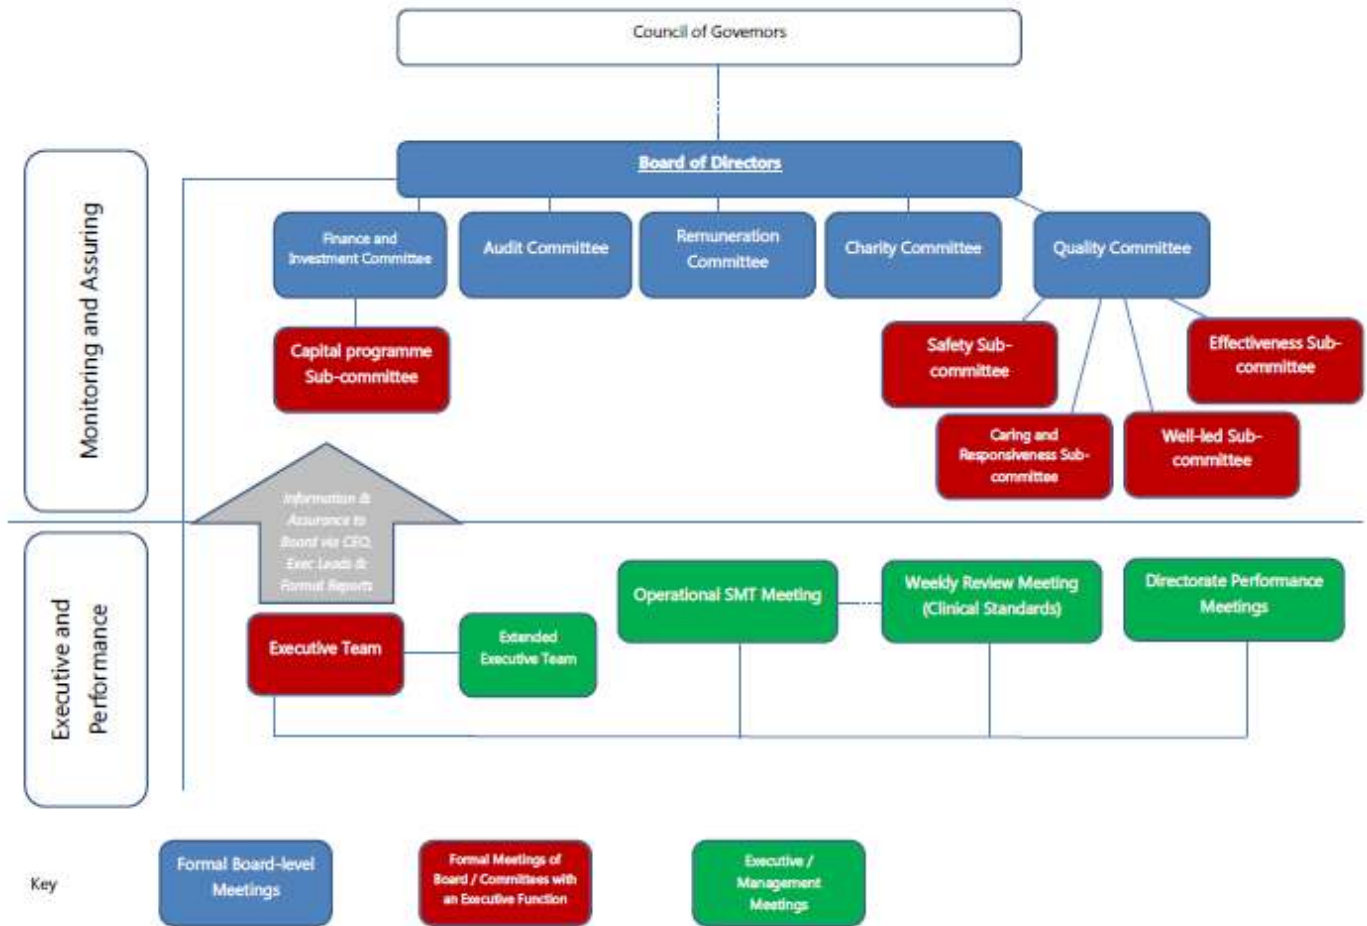 Council of Governors
Monitoring and Assuring
Board of Directors
Finance and
Investment Committee
Audit Committee
Remuneration
Committee
Charity Committee
Quality Committee
Capital programme
Sub-committee
Safety Sub-
committee
Effectiveness Sub-
committee
Caring and
Responsiveness Sub-
committee
Well-led Sub-
committee
Information &
Assurance to
Board via CEO,
Exec Leads &
Formal Reports
Executive and
Performance
Executive Team
Extended
Executive Team
Operational SMT Meeting
Weekly Review Meeting
(Clinical Standards)
Directorate Performance
Meetings
Key
Formal Board-level
Meetings
Formal Meetings of
Board / Committees with
an Executive Function
Executive /
Management
Meetings